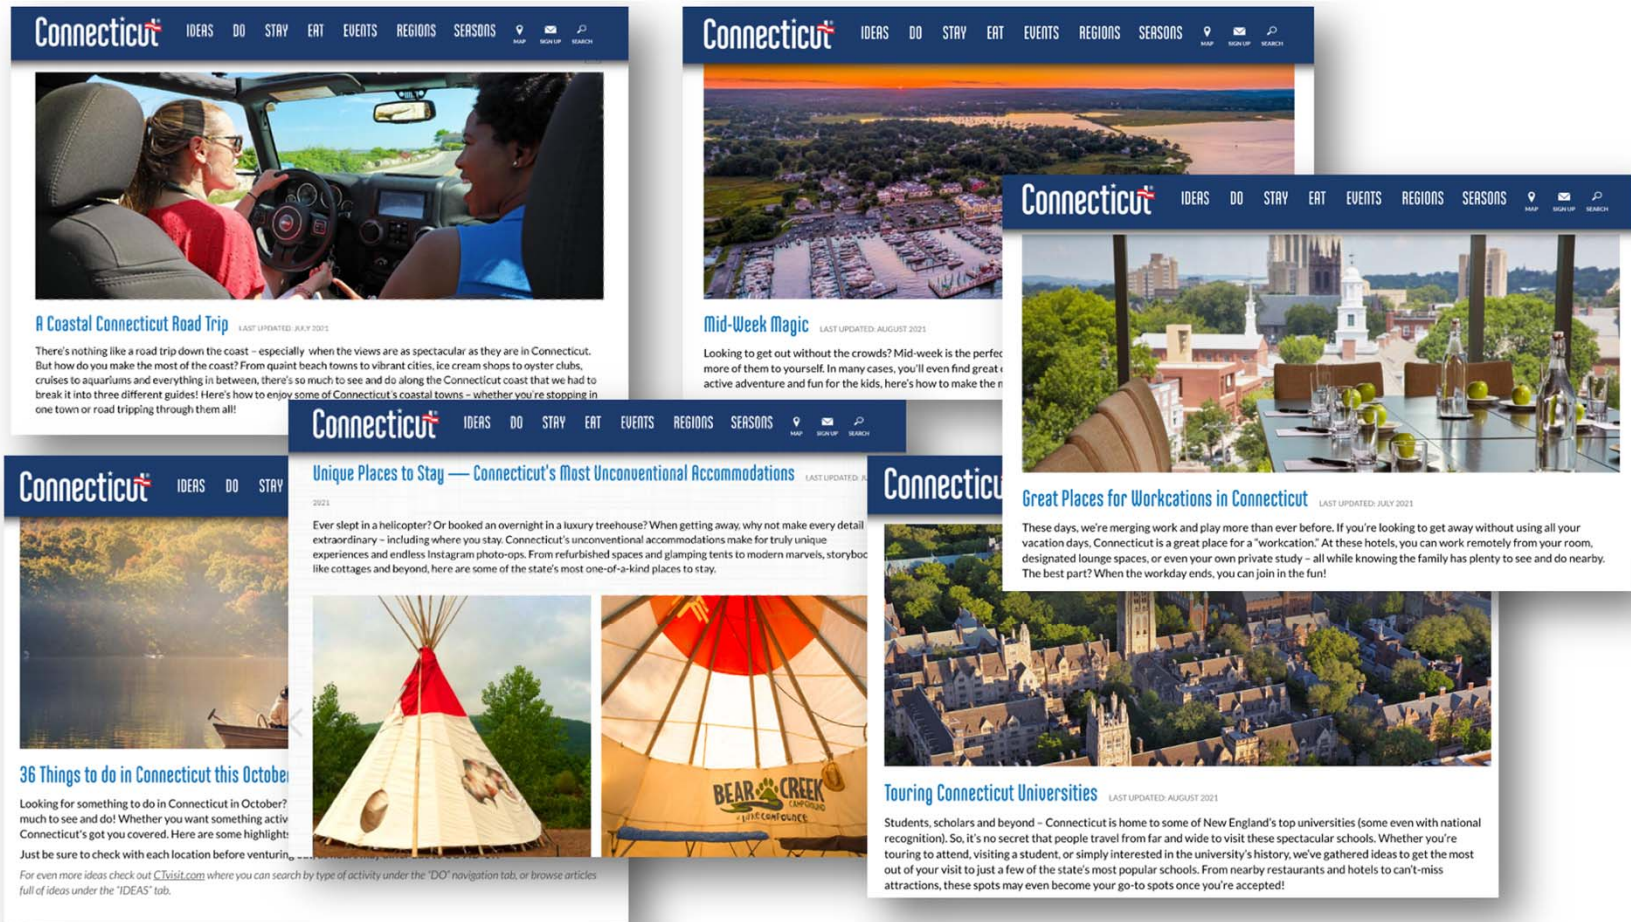 Connecticut IDEAS DO STAY EAT EVENTS REGIONS SEASONS MAP SIGN UP SEARCH
A Coastal Connecticut Road Trip LAST UPDATED: JULY 2021
There's nothing like a road trip down the coast – especially when the views are as spectacular as they are in Connecticut.
But how do you make the most of the coast? From quaint beach towns to vibrant cities, ice cream shops to oyster clubs,
cruises to aquariums and everything in between, there's so much to see and do along the Connecticut coast that we had to
break it into three different guides! Here's how to enjoy some of Connecticut's coastal towns – whether you're stopping in
one town or road tripping through them all!
Connecticut IDEAS DO STAY EAT EVENTS REGIONS SEASONS MAP SIGN UP SEARCH
Mid-Week Magic LAST UPDATED: AUGUST 2021
Looking to get out without the crowds? Mid-week is the perfec
more of them to yourself. In many cases, you'll even find great
active adventure and fun for the kids, here's how to make the
Connecticut IDEAS DO STAY EAT EVENTS REGIONS SEASONS MAP SIGN UP SEARCH
Great Places for Workcations in Connecticut LAST UPDATED: JULY 2021
These days, we're merging work and play more than ever before. If you're looking to get away without using all your
vacation days, Connecticut is a great place for a "workcation." At these hotels, you can work remotely from your room,
designated lounge spaces, or even your own private study – all while knowing the family has plenty to see and do nearby.
The best part? When the workday ends, you can join in the fun!
Connecticut IDEAS DO STAY
36 Things to do in Connecticut this October
Looking for something to do in Connecticut in October?
much to see and do! Whether you want something activ
Connecticut's got you covered. Here are some highlights
Just be sure to check with each location before venturing
For even more ideas check out CTvisit.com where you can search by type of activity under the "DO" navigation tab, or browse articles
full of ideas under the "IDEAS" tab.
Connecticut IDEAS DO STAY EAT EVENTS REGIONS SEASONS MAP SIGN UP SEARCH
Unique Places to Stay — Connecticut's Most Unconventional Accommodations LAST UPDATED: JU
2021
Ever slept in a helicopter? Or booked an overnight in a luxury treehouse? When getting away, why not make every detail
extraordinary – including where you stay. Connecticut's unconventional accommodations make for truly unique
experiences and endless Instagram photo-ops. From refurbished spaces and glamping tents to modern marvels, storyboo
like cottages and beyond, here are some of the state's most one-of-a-kind places to stay.
BEAR CREEK
CAMPGROUND
LAKE COMPOUNCE
Connecticu
Touring Connecticut Universities LAST UPDATED: AUGUST 2021
Students, scholars and beyond – Connecticut is home to some of New England's top universities (some even with national
recognition). So, it's no secret that people travel from far and wide to visit these spectacular schools. Whether you're
touring to attend, visiting a student, or simply interested in the university's history, we've gathered ideas to get the most
out of your visit to just a few of the state's most popular schools. From nearby restaurants and hotels to can't-miss
attractions, these spots may even become your go-to spots once you're accepted!